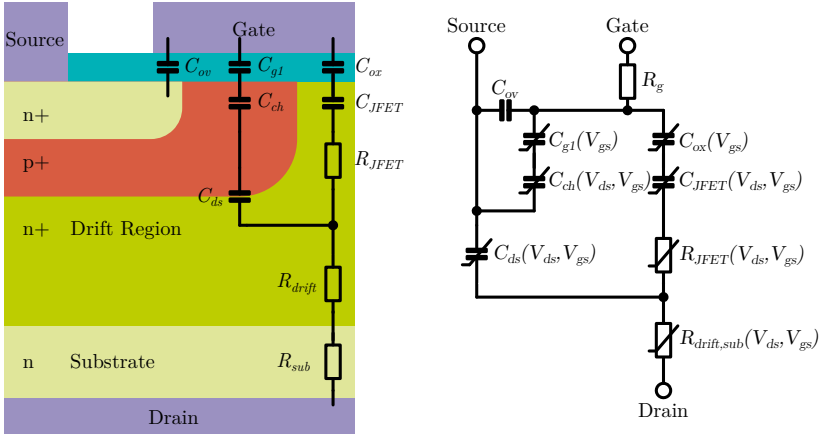 Source
Gate
C_ov
C_g1
C_ox
n+
C_ch
C_JFET
p+
R_JFET
C_ds
n+ Drift Region
R_drift
n Substrate
R_sub
Drain
Source
Gate
R_g
C_ov
C_g1(V_gs)
C_ox(V_gs)
C_ch(V_ds,V_gs)
C_JFET(V_ds,V_gs)
C_ds(V_ds,V_gs)
R_JFET(V_ds,V_gs)
R_drift,sub(V_ds,V_gs)
Drain